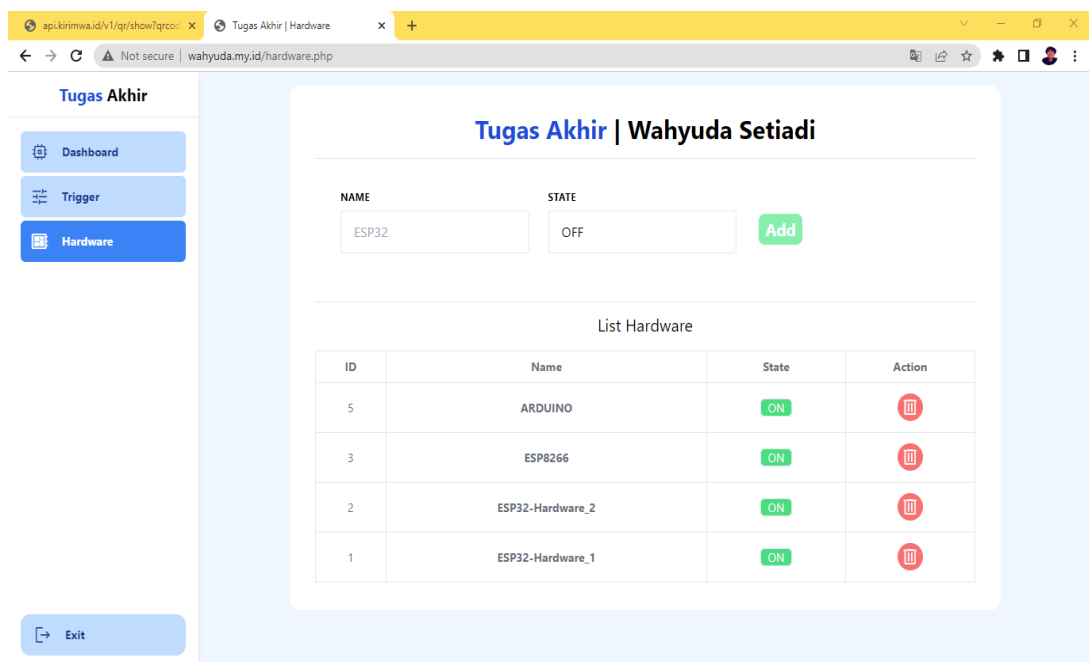 api.kirimwa.id/v1/qr/show?qrcod
Tugas Akhir | Hardware
Not secure | wahyuda.my.id/hardware.php
Tugas Akhir
Dashboard
Trigger
Hardware
Exit
Tugas Akhir | Wahyuda Setiadi
NAME STATE
ESP32 OFF Add
List Hardware
ID Name State Action
5 ARDUINO ON
3 ESP8266 ON
2 ESP32-Hardware_2 ON
1 ESP32-Hardware_1 ON